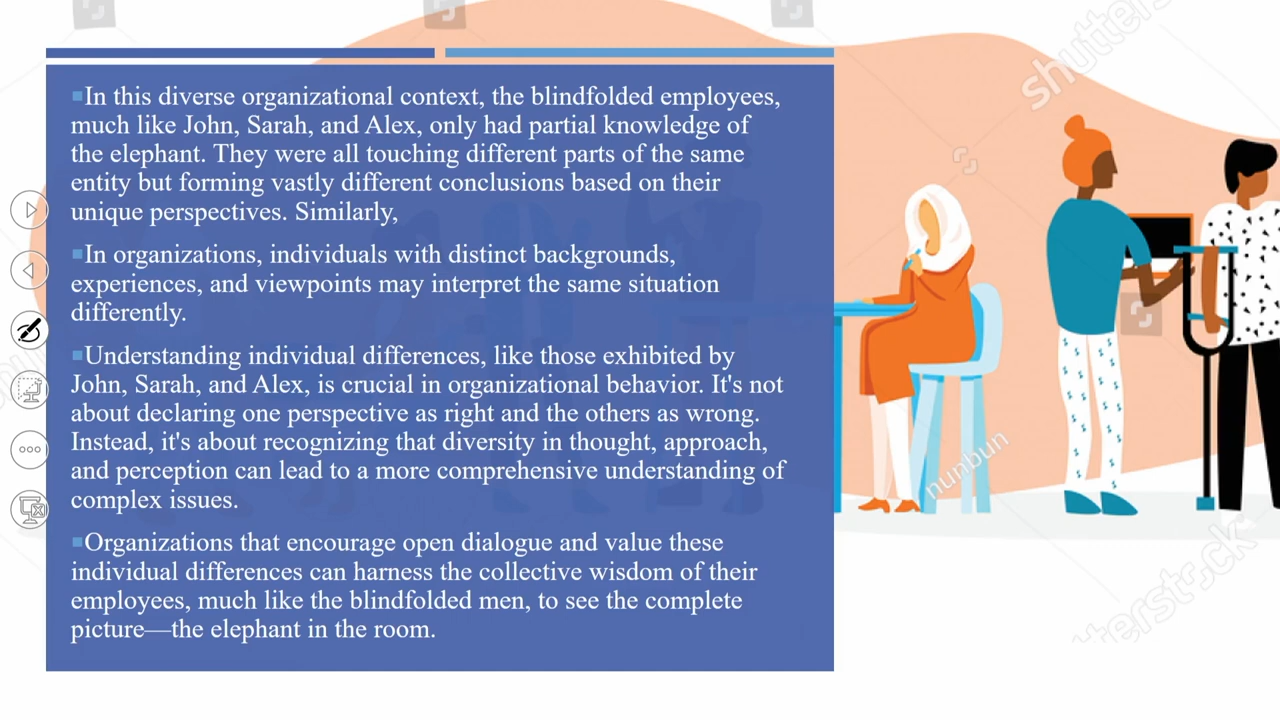 In this diverse organizational context, the blindfolded employees,
much like John, Sarah, and Alex, only had partial knowledge of
the elephant. They were all touching different parts of the same
entity but forming vastly different conclusions based on their
unique perspectives. Similarly,
In organizations, individuals with distinct backgrounds,
experiences, and viewpoints may interpret the same situation
differently.
Understanding individual differences, like those exhibited by
John, Sarah, and Alex, is crucial in organizational behavior. It's not
about declaring one perspective as right and the others as wrong.
Instead, it's about recognizing that diversity in thought, approach,
and perception can lead to a more comprehensive understanding of
complex issues.
Organizations that encourage open dialogue and value these
individual differences can harness the collective wisdom of their
employees, much like the blindfolded men, to see the complete
picture—the elephant in the room.
nunbun